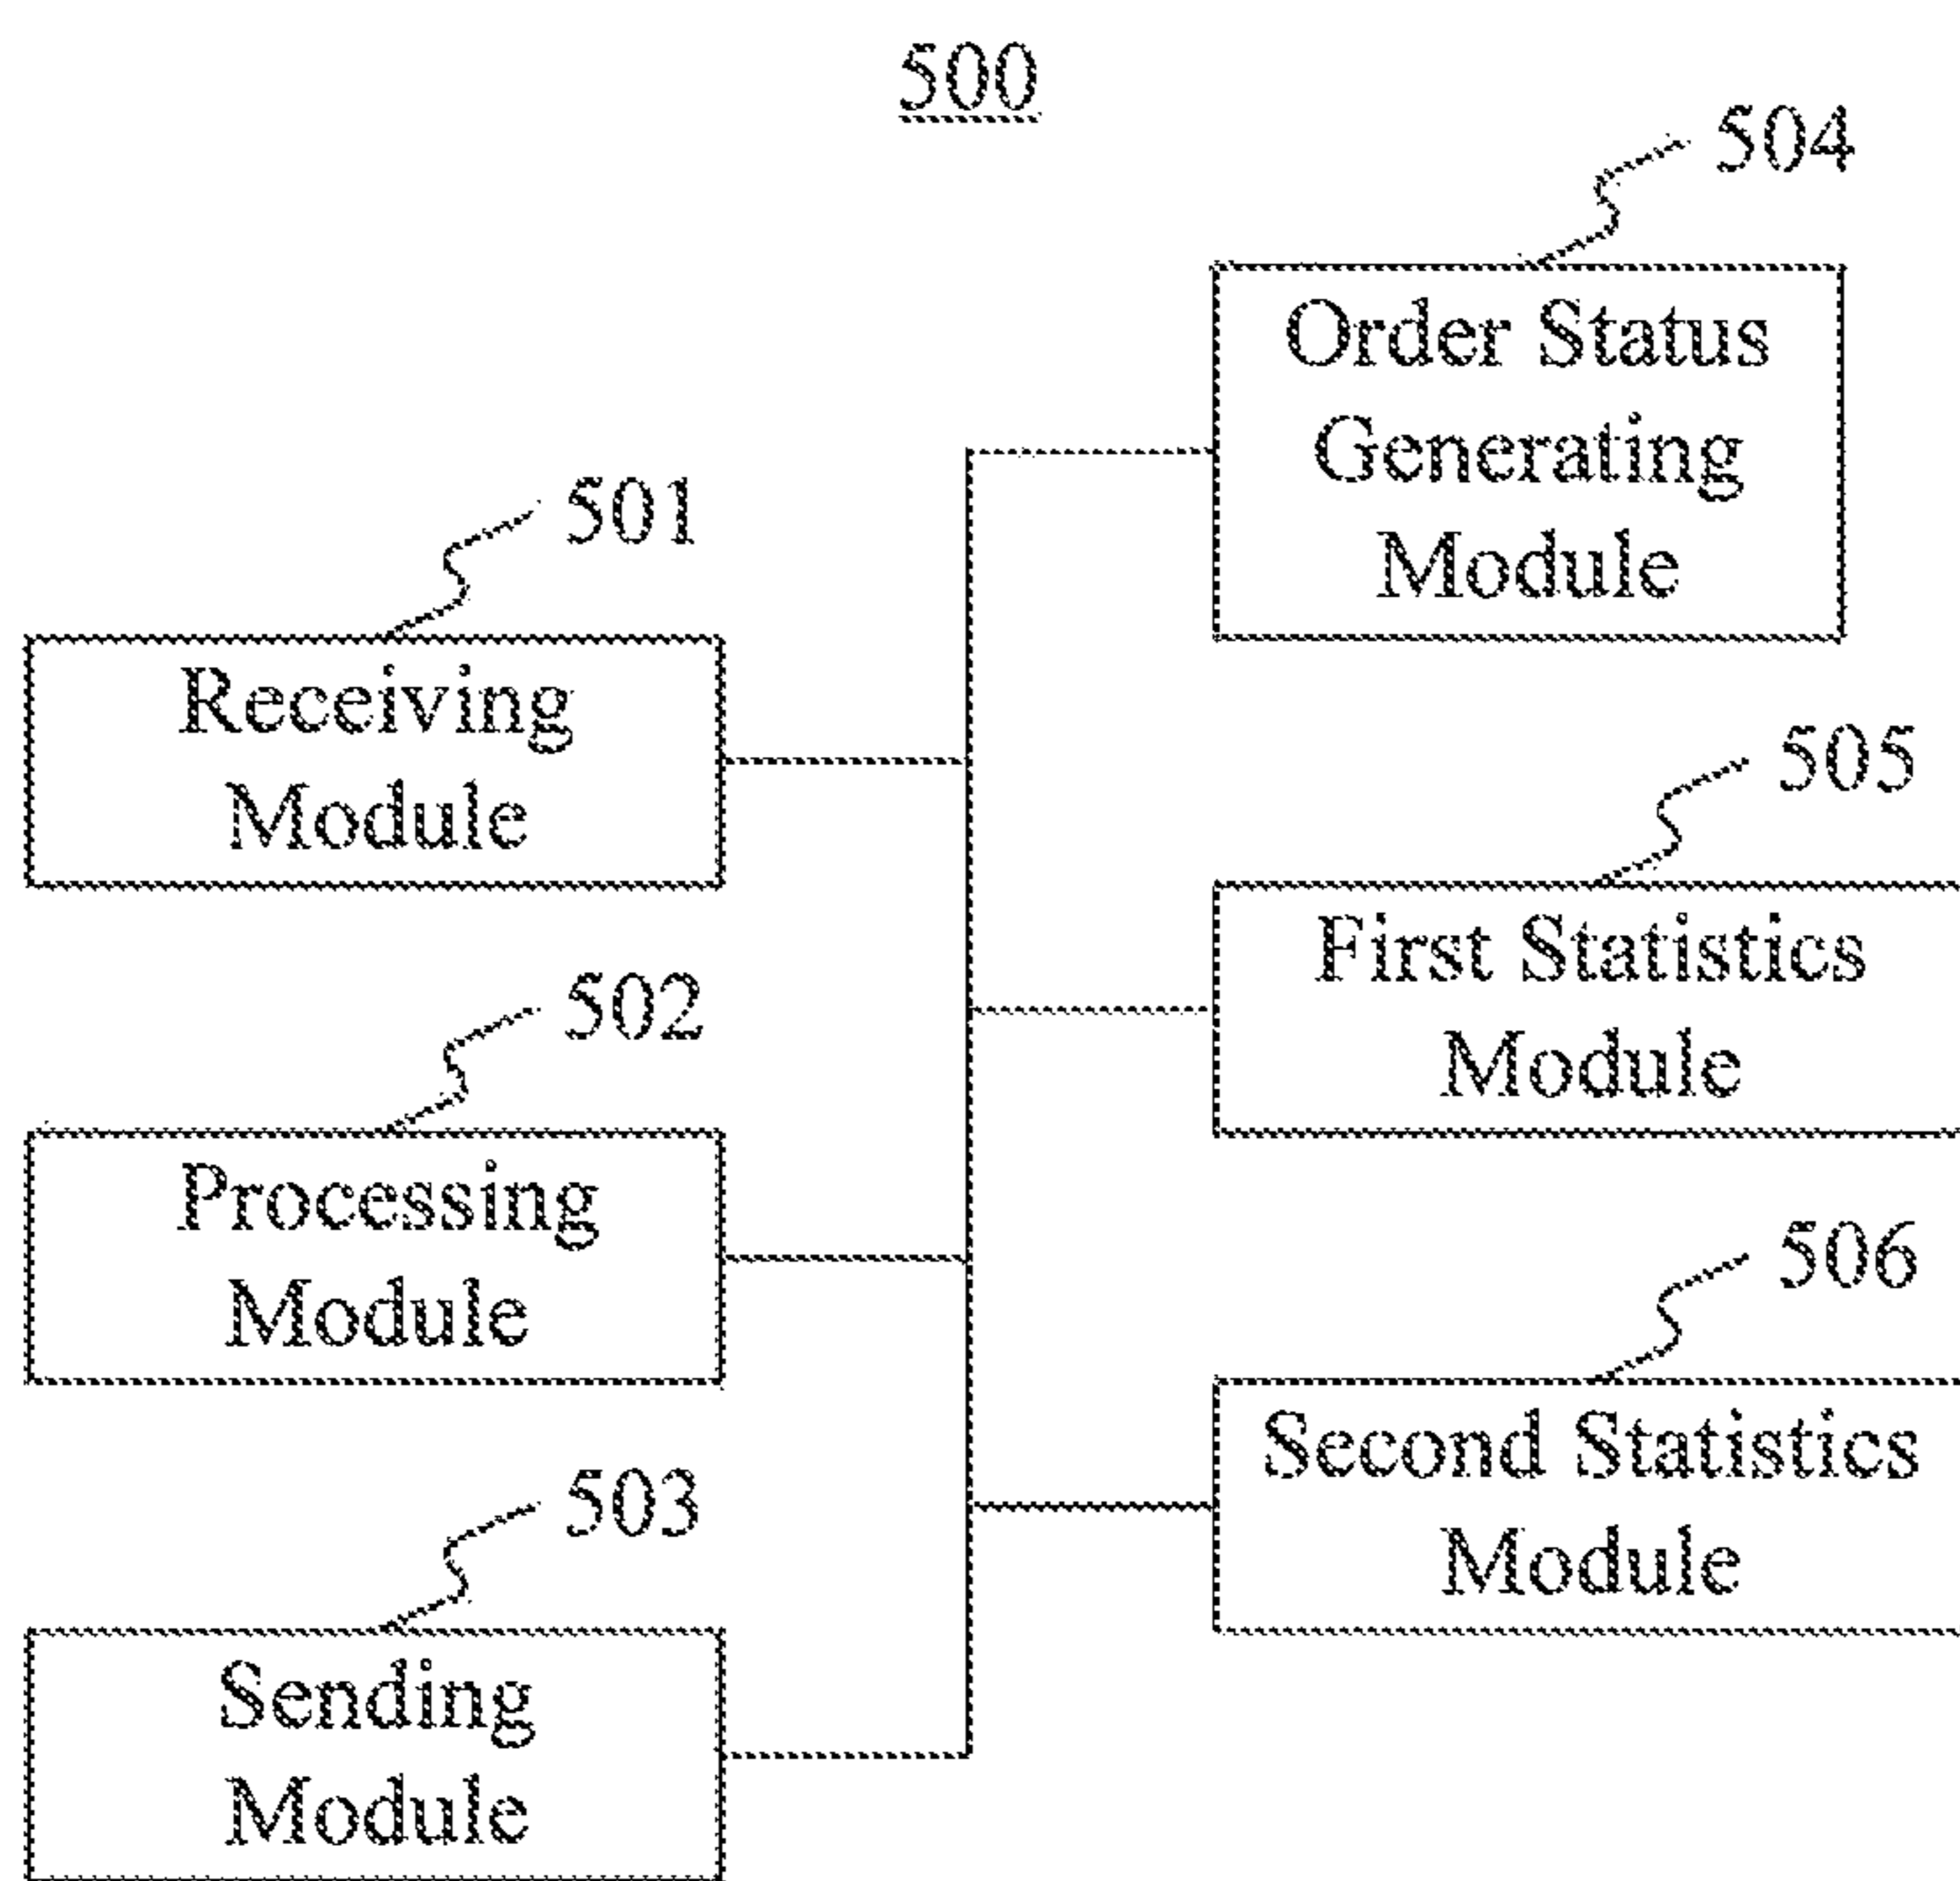 500
504
Order Status
Generating
Module
501
Receiving
Module
505
First Statistics
Module
502
Processing
Module
506
Second Statistics
Module
503
Sending
Module